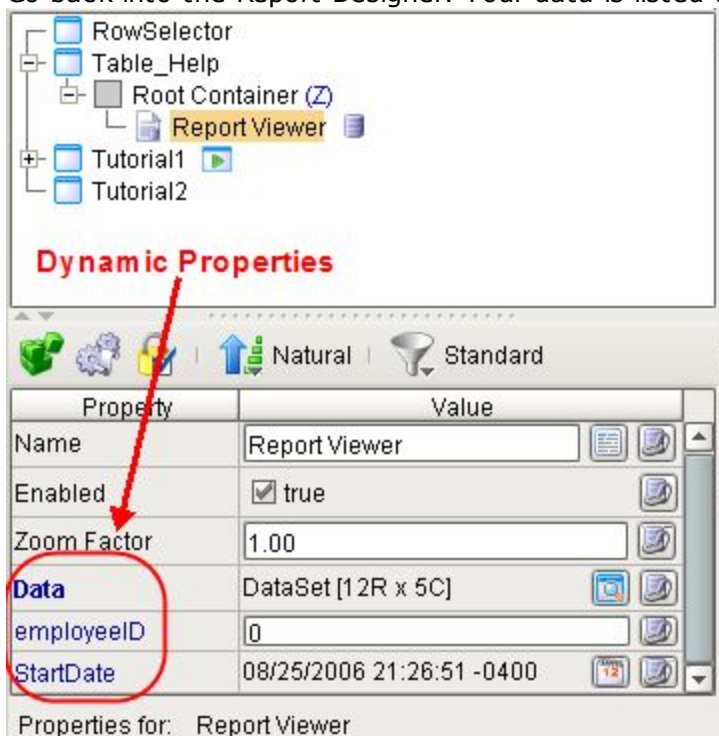 Go back into the Report Designer. Your data is listed
RowSelector
Table_Help
Root Container (Z)
Report Viewer
Tutorial1
Tutorial2
Dynamic Properties
Natural Standard
Property Value
Name Report Viewer
Enabled true
Zoom Factor 1.00
Data DataSet [12R x 5C]
employeeID 0
StartDate 08/25/2006 21:26:51 -0400 12
Properties for: Report Viewer